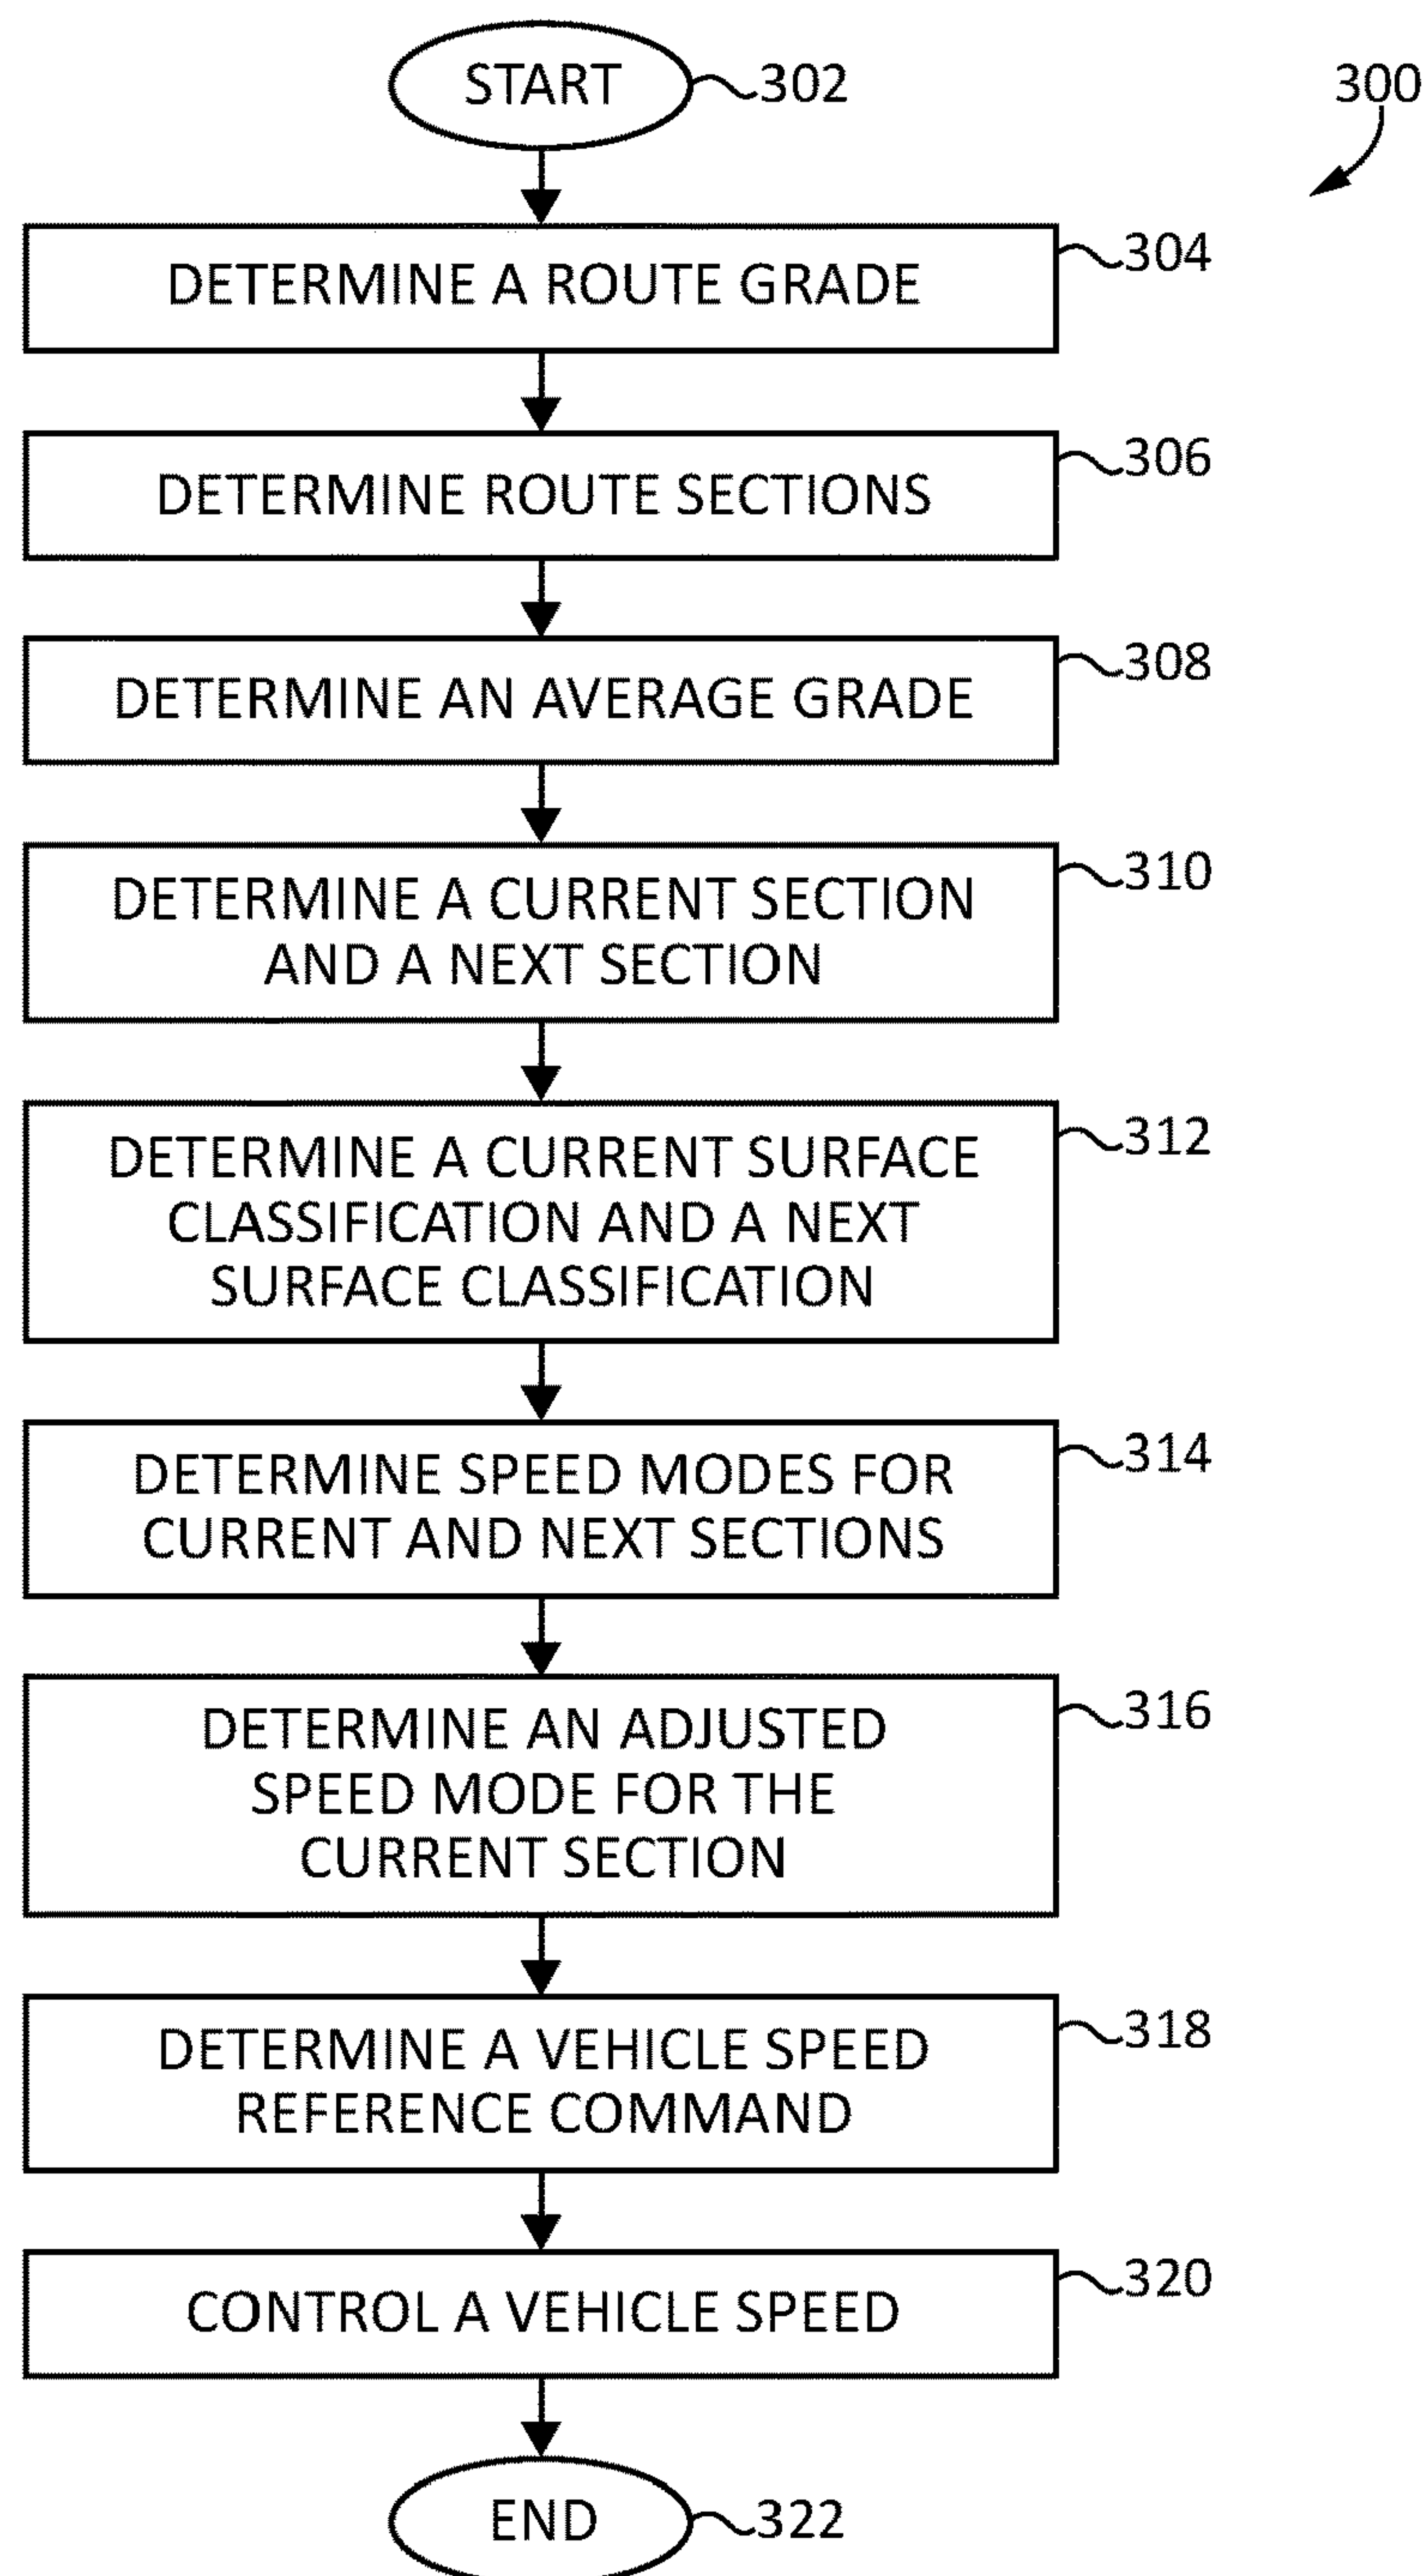 START
302
300
DETERMINE A ROUTE GRADE
304
DETERMINE ROUTE SECTIONS
306
DETERMINE AN AVERAGE GRADE
308
DETERMINE A CURRENT SECTION
AND A NEXT SECTION
310
DETERMINE A CURRENT SURFACE
CLASSIFICATION AND A NEXT
SURFACE CLASSIFICATION
312
DETERMINE SPEED MODES FOR
CURRENT AND NEXT SECTIONS
314
DETERMINE AN ADJUSTED
SPEED MODE FOR THE
CURRENT SECTION
316
DETERMINE A VEHICLE SPEED
REFERENCE COMMAND
318
CONTROL A VEHICLE SPEED
320
END
322